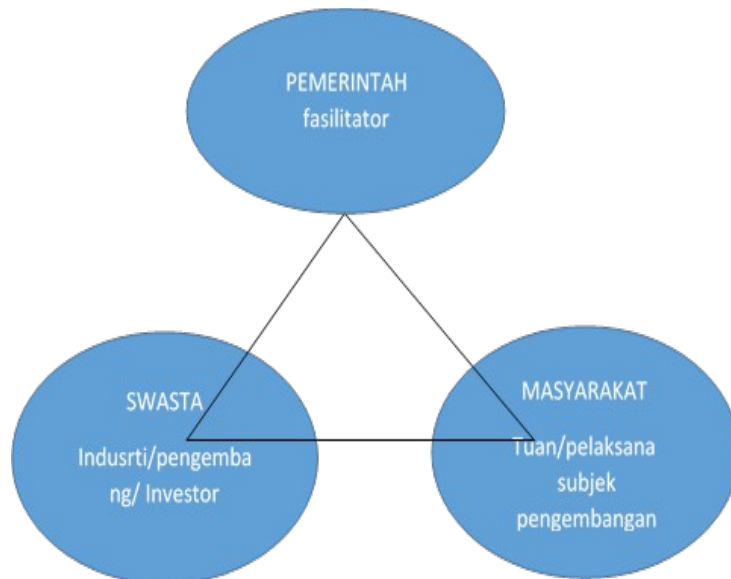 PEMERINTAH
fasilitator
SWASTA
Indusrti/pengemba
ng/ Investor
MASYARAKAT
Tuan/pelaksana
subjek
pengembangan